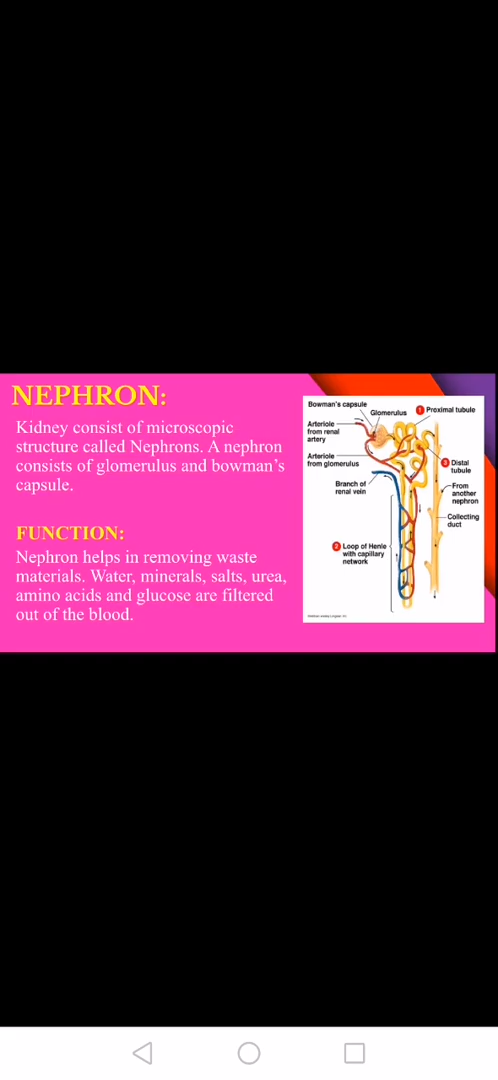 NEPHRON:
Kidney consist of microscopic
structure called Nephrons. A nephron
consists of glomerulus and bowman's
capsule.
FUNCTION:
Nephron helps in removing waste
materials. Water, minerals, salts, urea,
amino acids and glucose are filtered
out of the blood.
Bowman's capsule
Glomerulus
1 Proximal tubule
Arteriole
from renal
artery
Arteriole
from glomerulus
3 Distal
tubule
Branch of
renal vein
From
another
nephron
Collecting
duct
2 Loop of Henle
with capillary
network